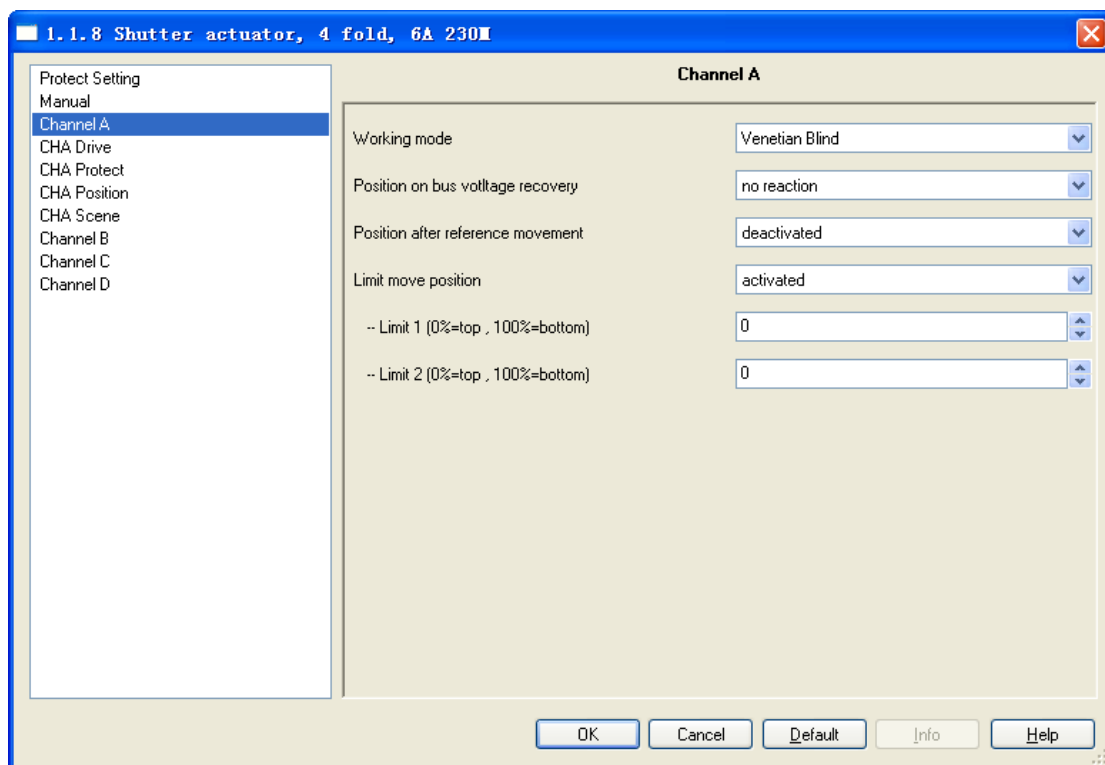 1.1.8 Shutter actuator, 4 fold, 6A 230M
Protect Setting
Manual
Channel A
CHA Drive
CHA Protect
CHA Position
CHA Scene
Channel B
Channel C
Channel D
Channel A
Working mode
Venetian Blind
Position on bus votltage recovery
no reaction
Position after reference movement
deactivated
Limit move position
activated
-- Limit 1 (0%=top , 100%=bottom)
0
-- Limit 2 (0%=top , 100%=bottom)
0
OK
Cancel
Default
Info
Help